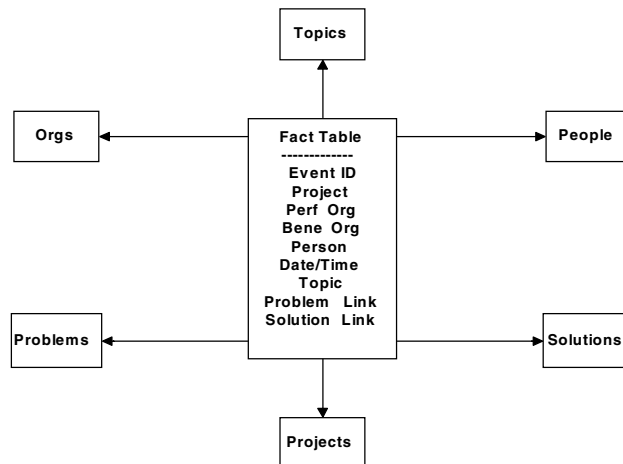 Topics
Orgs
People
Fact Table
-------------
Event ID
Project
Perf Org
Bene Org
Person
Date/Time
Topic
Problem Link
Solution Link
Problems
Solutions
Projects